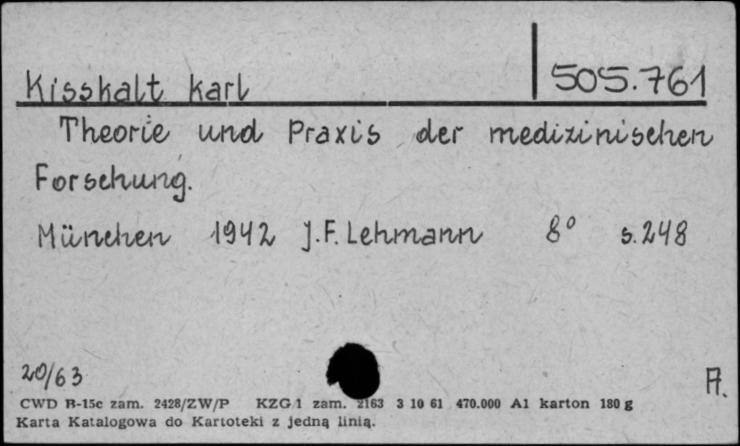 Kisskalt Karl 505.761
Theorie und Praxis der medizinischen
Forschung.
München 1942 J.F. Lehmann 8° s. 248
20/63 A.
CWD B-15c zam. 2428/ZW/P KZG 1 zam. 2163 3 10 61 470.000 A1 karton 180 g
Karta Katalogowa do Kartoteki z jedną linią.